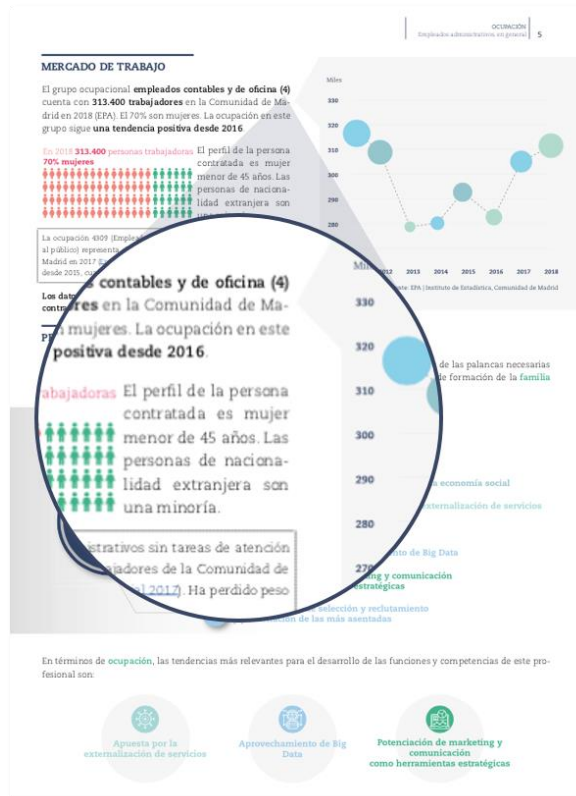 OCUPACIÓN
Empleados administrativos en general
5
MERCADO DE TRABAJO
El grupo ocupacional empleados contables y de oficina (4)
cuenta con 313.400 trabajadores en la Comunidad de Ma-
drid en 2018 (EPA). El 70% son mujeres. La ocupación en este
grupo sigue una tendencia positiva desde 2016
En 2018 313.400 personas trabajadoras
70% mujeres
El perfil de la persona
contratada es mujer
menor de 45 años. Las
personas de naciona-
lidad extranjera son
La ocupación 4309
al público) representa
Madrid en 2017
desde 2015,
Los
Miles
330
320
310
300
290
280
2012 2013 2014 2015 2016 2017 2018
EPA | Instituto de Estadística, Comunidad de Madrid
contables y de oficina (4)
en la Comunidad de Ma-
mujeres. La ocupación en este
positiva desde 2016.
El perfil de la persona
contratada es mujer
menor de 45 años. Las
personas de naciona-
lidad extranjera son
una minoría.
sin tareas de atención
de la Comunidad de
Ha perdido peso
330
320
310
300
290
280
de las palancas necesarias
de formación de la familia
economía social
externalización de servicios
de Big Data
y comunicación
estratégicas
selección y reclutamiento
de las más asentadas
En términos de ocupación, las tendencias más relevantes para el desarrollo de las funciones y competencias de este pro-
fesional son:
Apuesta por la
externalización de servicios
Aprovechamiento de Big
Data
Potenciación de marketing y
comunicación
como herramientas estratégicas